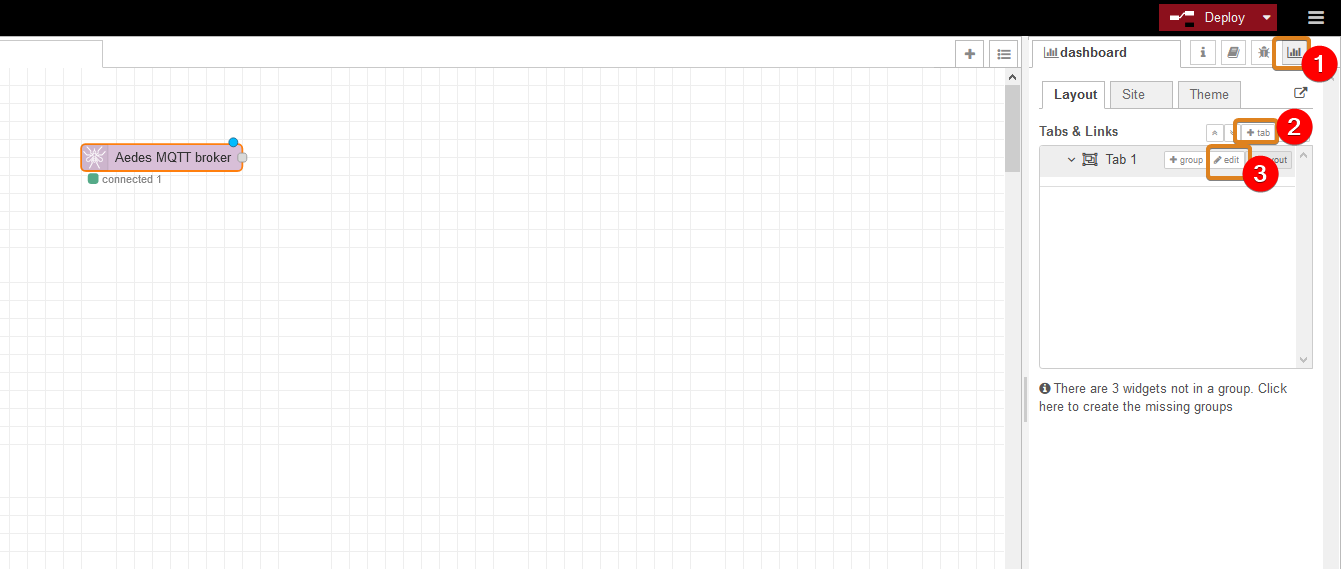 Deploy
dashboard
1
Layout
Site
Theme
Tabs & Links
tab
2
Tab 1
group
edit
3
Aedes MQTT broker
connected 1
There are 3 widgets not in a group. Click
here to create the missing groups